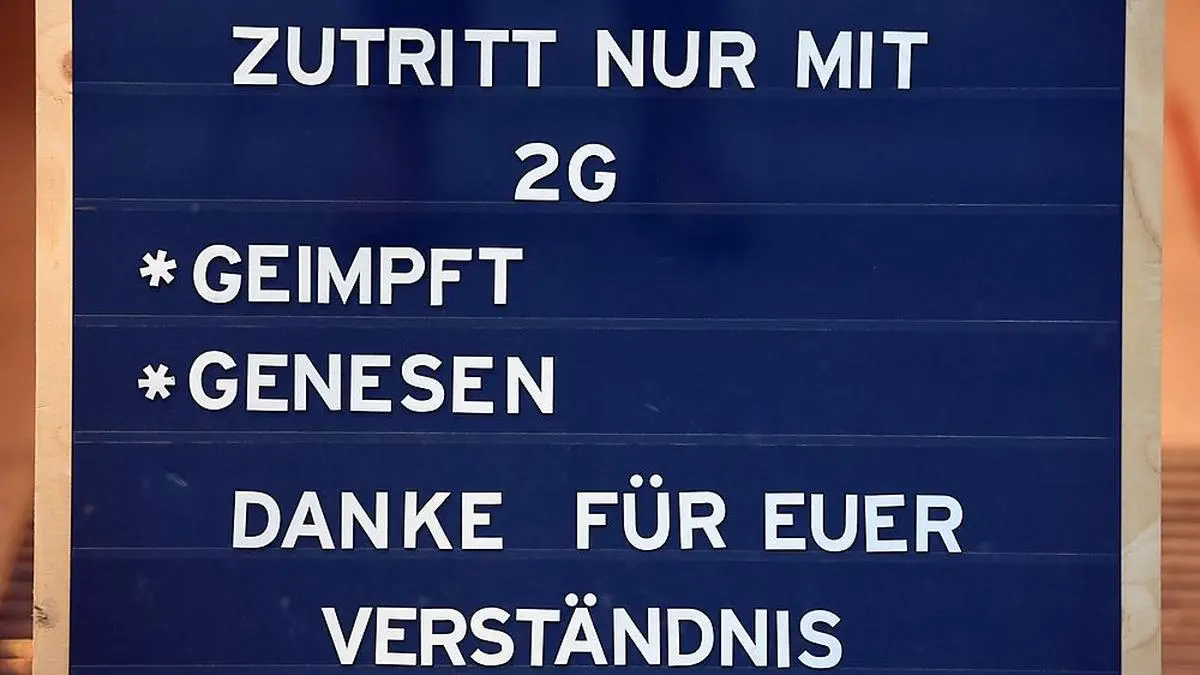 ZUTRITT NUR MIT
2G
*GEIMPFT
*GENESEN
DANKE FÜR EUER
VERSTÄNDNIS